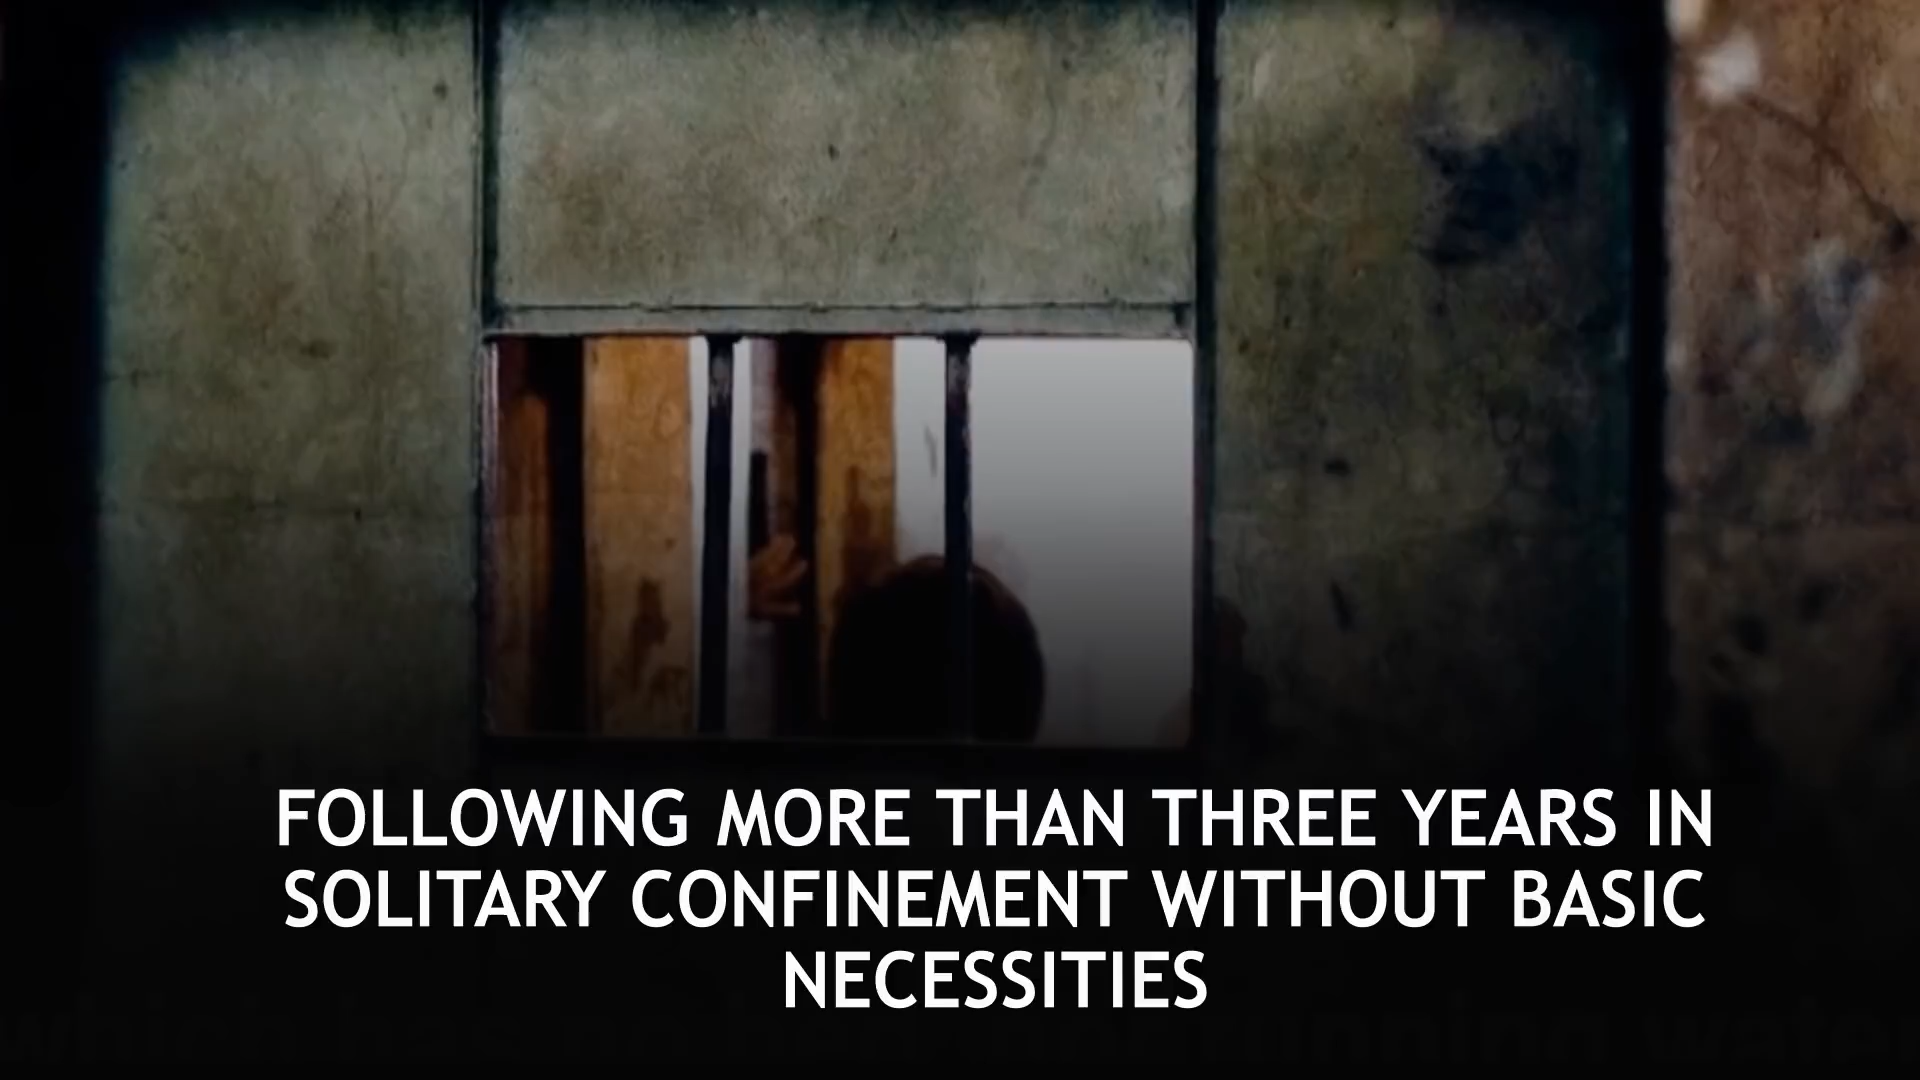 FOLLOWING MORE THAN THREE YEARS IN
SOLITARY CONFINEMENT WITHOUT BASIC
NECESSITIES